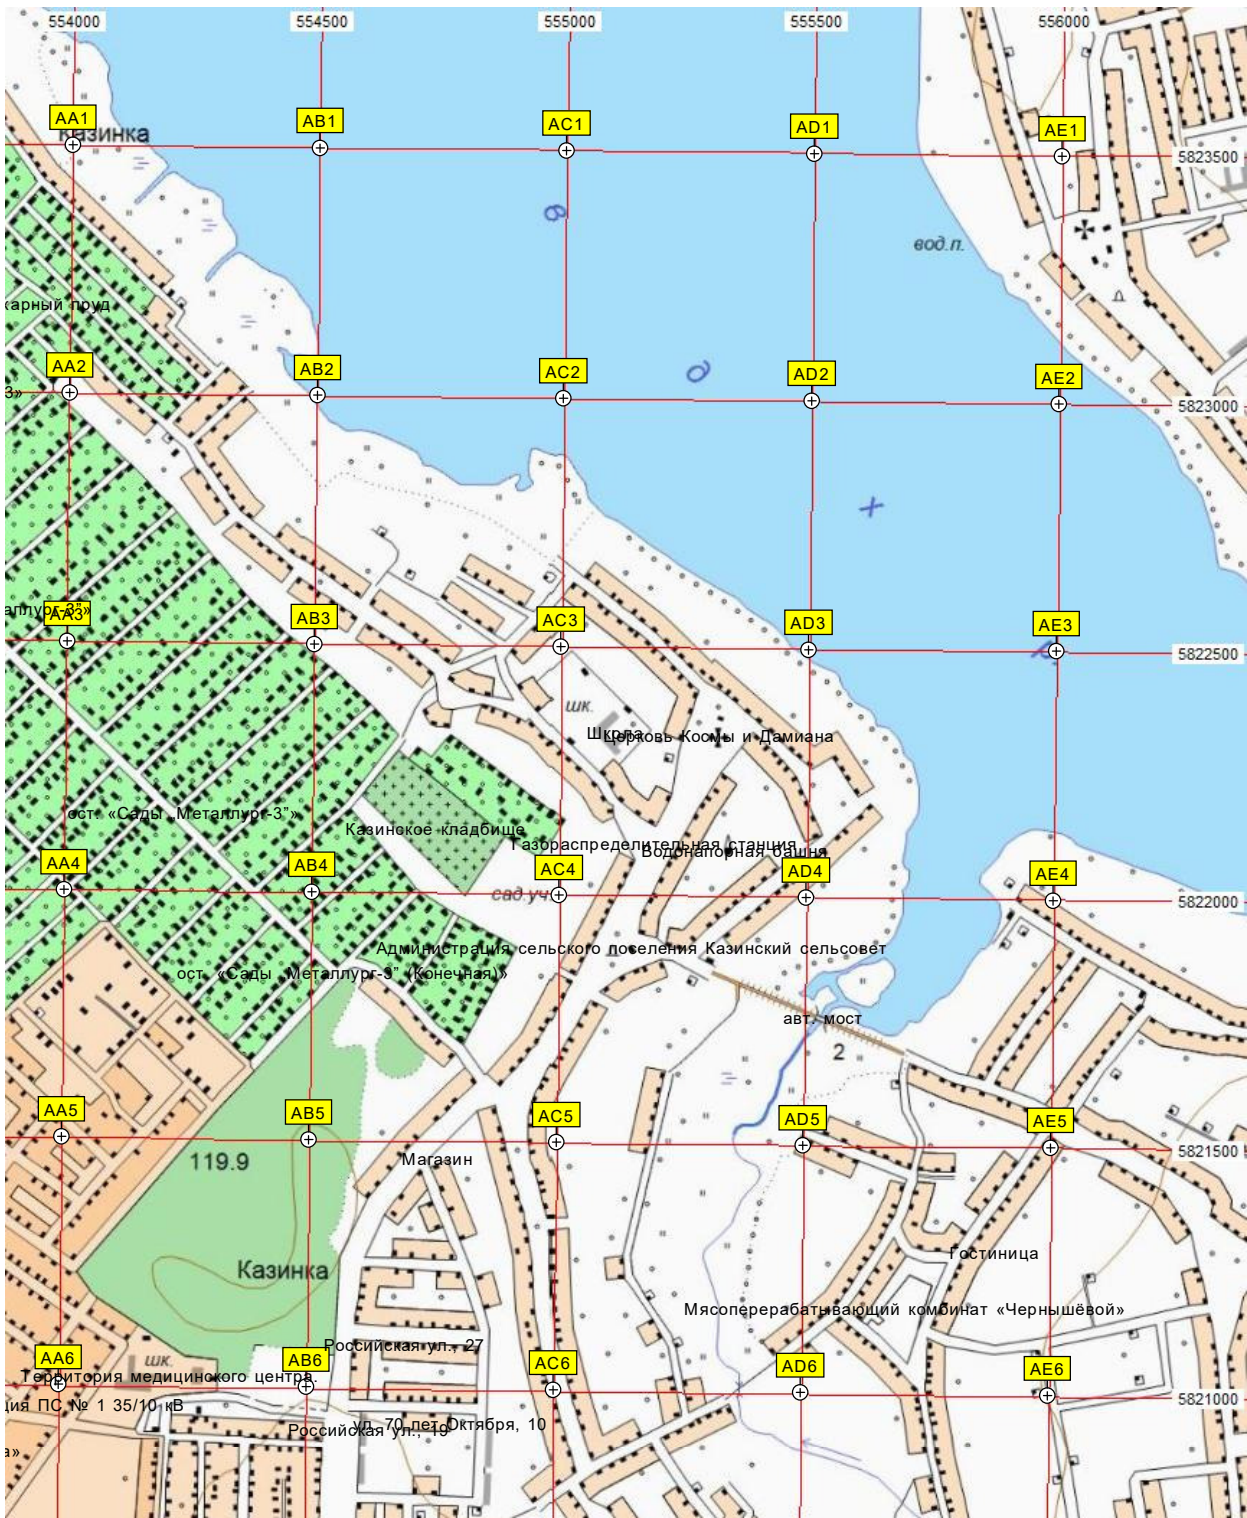 554000 554500 555000 555500 556000
AA1 AB1 AC1 AD1 AE1
Казинка
5823500
вод.п.
карный пруд
AA2 AB2 AC2 AD2 AE2
3»
5823000
аллург-3"»
AA3 AB3 AC3 AD3 AE3
5822500
шк.
Школа
Церковь Космы и Дамиана
ост. «Сады „Металлург-3"»
Казинское кладбище
Газораспределительная станция
Водонапорная башня
AA4 AB4 AC4 AD4 AE4
сад.уч.
5822000
Администрация сельского поселения Казинский сельсовет
ост. «Сады „Металлург-3" (Конечная)»
авт. мост
2
AA5 AB5 AC5 AD5 AE5
5821500
119.9
Магазин
Гостиница
Казинка
Мясоперерабатывающий комбинат «Чернышёвой»
Российская ул., 27
AA6 AB6 AC6 AD6 AE6
шк.
Территория медицинского центра.
5821000
ция ПС № 1 35/10 кВ
ул. 70 лет Октября, 10
Российская ул., 19
а»